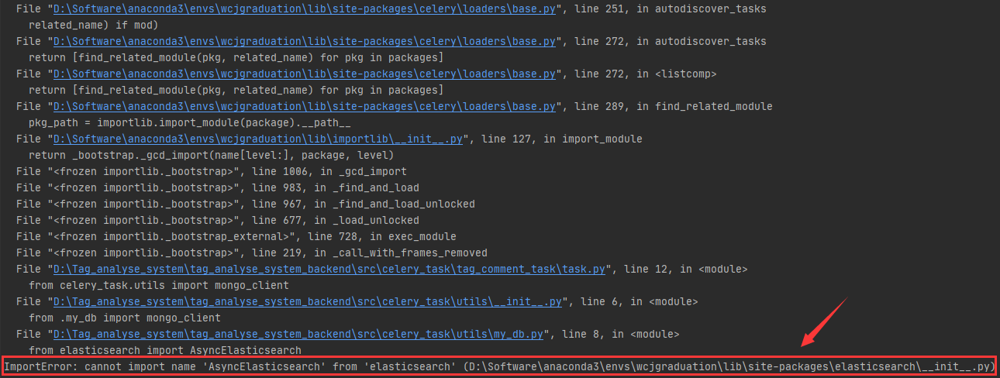 File "D:\Software\anaconda3\envs\wcjgraduation\lib\site-packages\celery\loaders\base.py", line 251, in autodiscover_tasks
related_name) if mod)
File "D:\Software\anaconda3\envs\wcjgraduation\lib\site-packages\celery\loaders\base.py", line 272, in autodiscover_tasks
return [find_related_module(pkg, related_name) for pkg in packages]
File "D:\Software\anaconda3\envs\wcjgraduation\lib\site-packages\celery\loaders\base.py", line 272, in <listcomp>
return [find_related_module(pkg, related_name) for pkg in packages]
File "D:\Software\anaconda3\envs\wcjgraduation\lib\site-packages\celery\loaders\base.py", line 289, in find_related_module
pkg_path = importlib.import_module(package).__path__
File "D:\Software\anaconda3\envs\wcjgraduation\lib\importlib\__init__.py", line 127, in import_module
return _bootstrap._gcd_import(name[level:], package, level)
File "<frozen importlib._bootstrap>", line 1006, in _gcd_import
File "<frozen importlib._bootstrap>", line 983, in _find_and_load
File "<frozen importlib._bootstrap>", line 967, in _find_and_load_unlocked
File "<frozen importlib._bootstrap>", line 677, in _load_unlocked
File "<frozen importlib._bootstrap_external>", line 728, in exec_module
File "<frozen importlib._bootstrap>", line 219, in _call_with_frames_removed
File "D:\Tag_analyse_system\tag_analyse_system_backend\src\celery_task\tag_comment_task\task.py", line 12, in <module>
from celery_task.utils import mongo_client
File "D:\Tag_analyse_system\tag_analyse_system_backend\src\celery_task\utils\__init__.py", line 6, in <module>
from .my_db import mongo_client
File "D:\Tag_analyse_system\tag_analyse_system_backend\src\celery_task\utils\my_db.py", line 8, in <module>
from elasticsearch import AsyncElasticsearch
ImportError: cannot import name 'AsyncElasticsearch' from 'elasticsearch' (D:\Software\anaconda3\envs\wcjgraduation\lib\site-packages\elasticsearch\__init__.py)